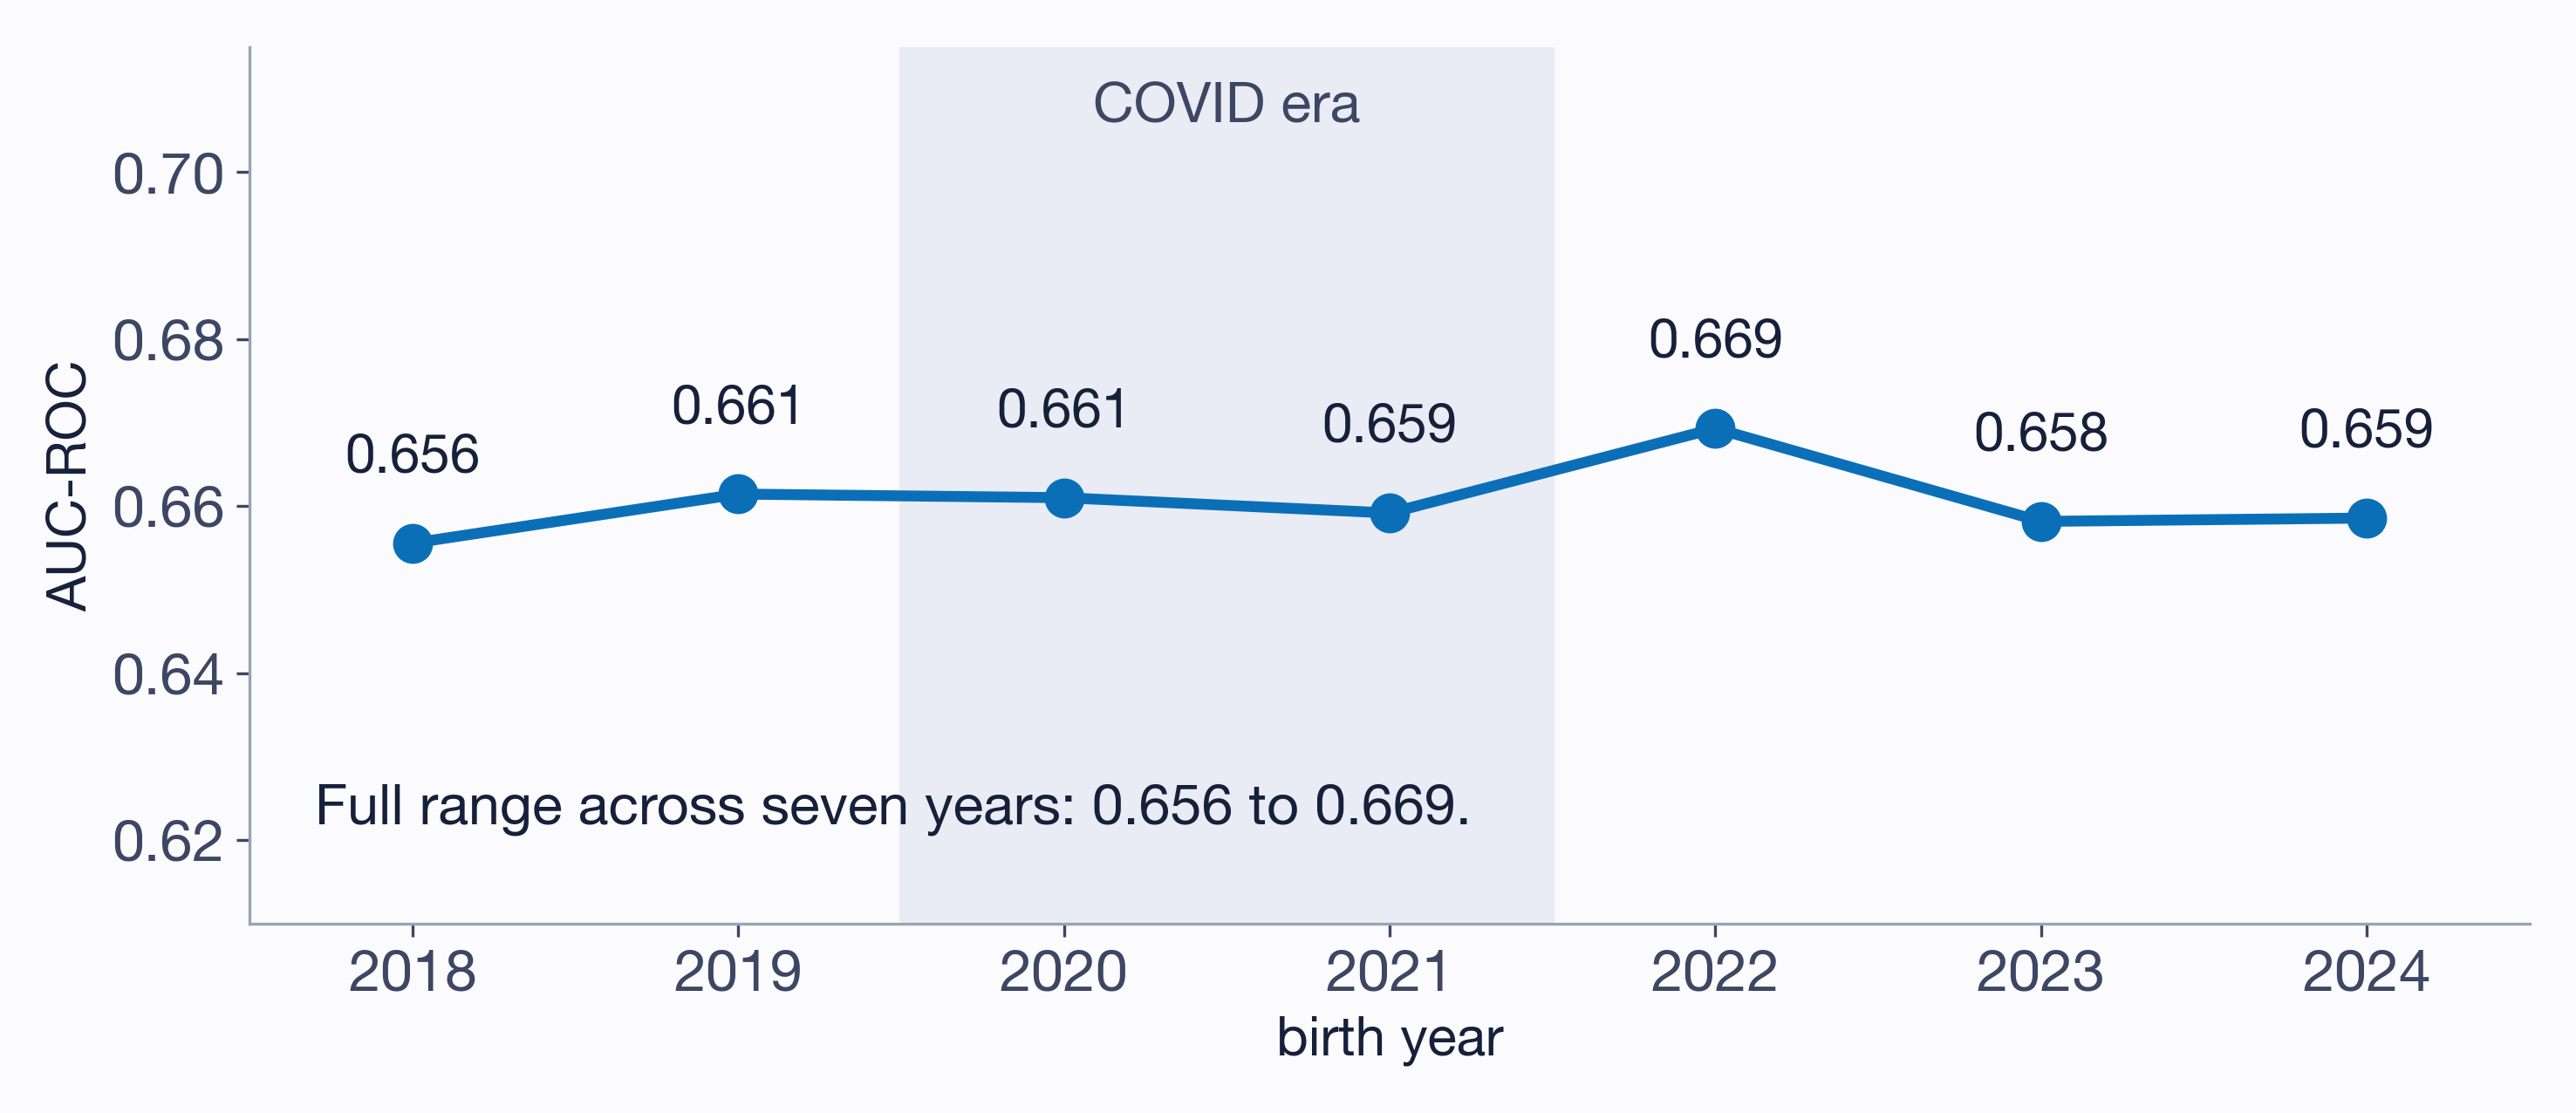 COVID era
0.70
0.68
0.66
0.64
0.62
AUC-ROC
0.656
0.661
0.661
0.659
0.669
0.658
0.659
Full range across seven years: 0.656 to 0.669.
2018 2019 2020 2021 2022 2023 2024
birth year